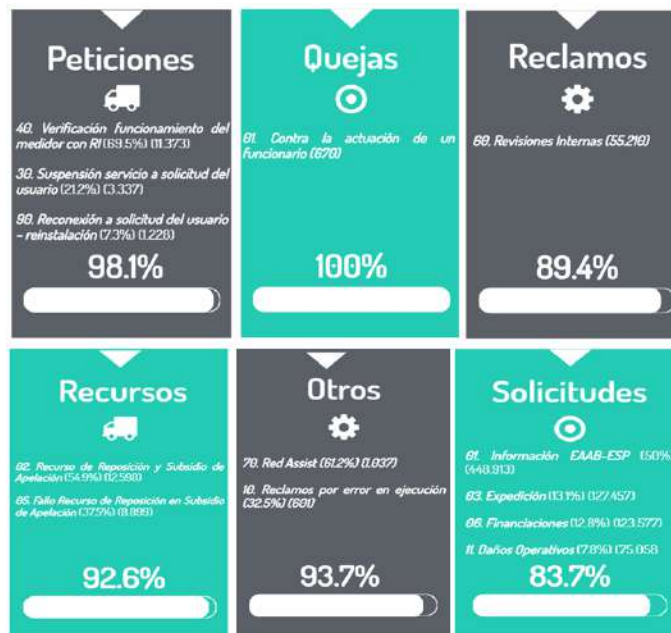 Peticiones
40. Verificación funcionamiento del
medidor con RI (69.5%) (11.373)
30. Suspensión servicio a solicitud del
usuario (21.2%) (3.337)
90. Reconexión a solicitud del usuario
– reinstalación (7.3%) (1.228)
98.1%
Quejas
01. Contra la actuación de un
funcionario (670)
100%
Reclamos
60. Revisiones Internas (55.210)
89.4%
Recursos
02. Recurso de Reposición y Subsidio de
Apelación (54.9%) (12.590)
05. Fallo Recurso de Reposición en Subsidio
de Apelación (37.5%) (8.899)
92.6%
Otros
70. Red Assist (61.2%) (1.037)
10. Reclamos por error en ejecución
(32.5%) (601)
93.7%
Solicitudes
01. Información EAAB-ESP (50%)
(448.913)
03. Expedición (13.1%) (127.457)
06. Financiaciones (12.8%) (123.577)
11. Daños Operativos (7.8%) (75.058
83.7%